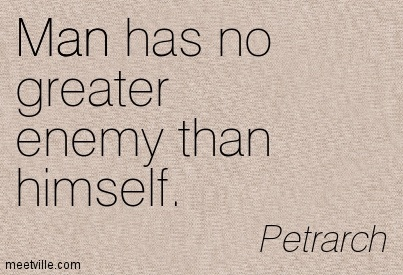 Man has no
greater
enemy than
himself.
Petrarch
meetville.com